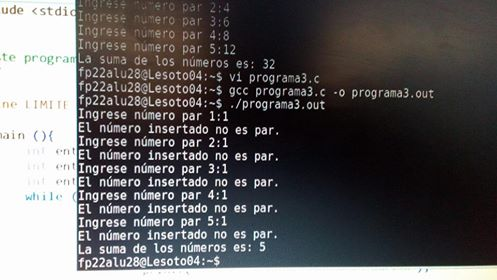 lude <stdic
Ingrese número par 2:4
Ingrese número par 3:6
Ingrese número par 4:8
Ingrese número par 5:12
La suma de los números es: 32
fp22alu28@Lesoto04:~$ vi programa3.c
fp22alu28@Lesoto04:~$ gcc programa3.c -o programa3.out
fp22alu28@Lesoto04:~$ ./programa3.out
Ingrese número par 1:1
El número insertado no es par.
Ingrese número par 2:1
El número insertado no es par.
Ingrese número par 3:1
El número insertado no es par.
Ingrese número par 4:1
El número insertado no es par.
Ingrese número par 5:1
El número insertado no es par.
La suma de los números es: 5
fp22alu28@Lesoto04:~$
ste progra
ine LIMITE
main (){
int ent
int ent
int ent
while (